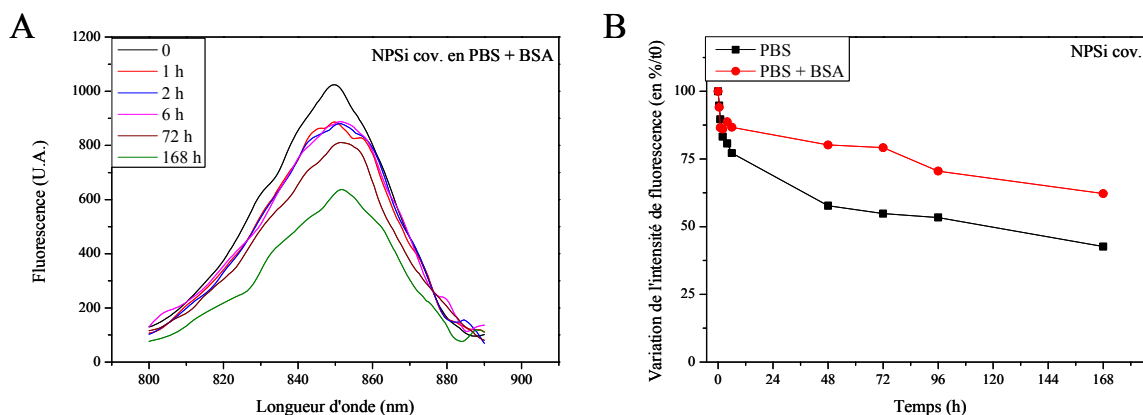 A
NPSi cov. en PBS + BSA
0
1 h
2 h
6 h
72 h
168 h
Fluorescence (U.A.)
1200
1000
800
600
400
200
0
800
820
840
860
880
900
Longueur d'onde (nm)
B
PBS
PBS + BSA
NPSi cov.
Variation de l'intensité de fluorescence (en %/t0)
100
75
50
25
0
0
24
48
72
96
120
144
168
Temps (h)